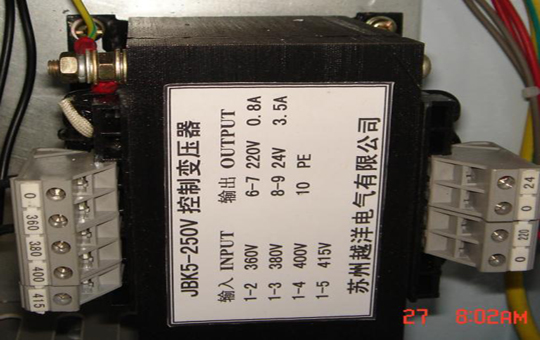 JBK5-250V 控制变压器
输入 INPUT 输出 OUTPUT
1-2 360V 6-7 220V 0.8A
1-3 380V 8-9 24V 3.5A
1-4 400V 10 PE
1-5 415V
苏州越洋电气有限公司
0 360 380 400 415
24 0 220 0
27 8:02AM